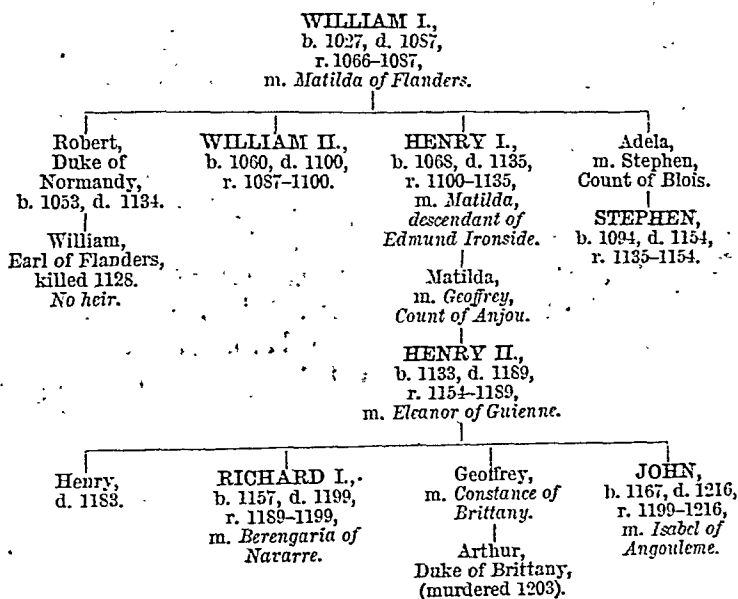 WILLIAM I.,
b. 1027, d. 1087,
r. 1066–1087,
m. Matilda of Flanders.
Robert,
Duke of
Normandy,
b. 1053, d. 1134.
William,
Earl of Flanders,
killed 1128.
No heir.
WILLIAM II.,
b. 1060, d. 1100,
r. 1087–1100.
HENRY I.,
b. 1068, d. 1135,
r. 1100–1135,
m. Matilda,
descendant of
Edmund Ironside.
Matilda,
m. Geoffrey,
Count of Anjou.
HENRY II.,
b. 1133, d. 1189,
r. 1154–1189,
m. Eleanor of Guienne.
Adela,
m. Stephen,
Count of Blois.
STEPHEN,
b. 1094, d. 1154,
r. 1135–1154.
Henry,
d. 1183.
RICHARD I.,
b. 1157, d. 1199,
r. 1189–1199,
m. Berengaria of
Navarre.
Geoffrey,
m. Constance of
Brittany.
Arthur,
Duke of Brittany,
(murdered 1203).
JOHN,
b. 1167, d. 1216,
r. 1199–1216,
m. Isabel of
Angouleme.